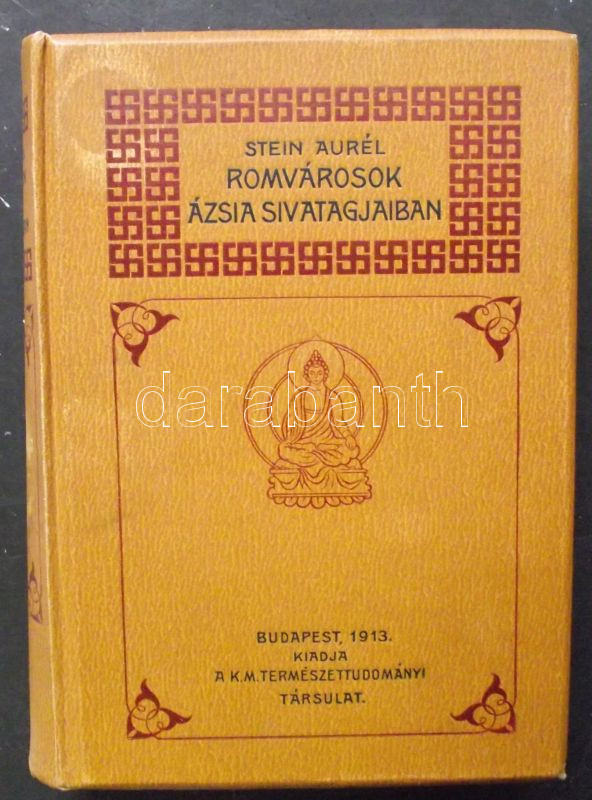 STEIN AURÉL
ROMVÁROSOK
ÁZSIA SIVATAGJAIBAN
darabanth
BUDAPEST, 1913.
KIADJA
A K.M. TERMÉSZETTUDOMÁNYI
TÁRSULAT.